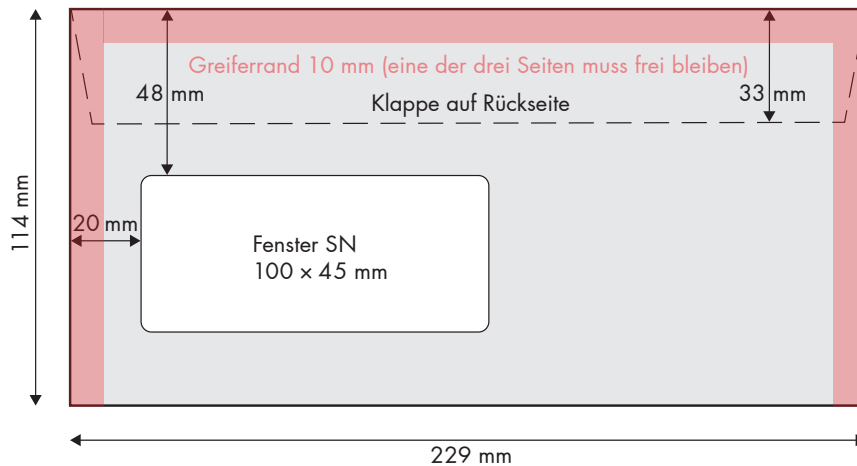 Greiferrand 10 mm (eine der drei Seiten muss frei bleiben)
48 mm
Klappe auf Rückseite
33 mm
114 mm
20 mm
Fenster SN
100 × 45 mm
229 mm